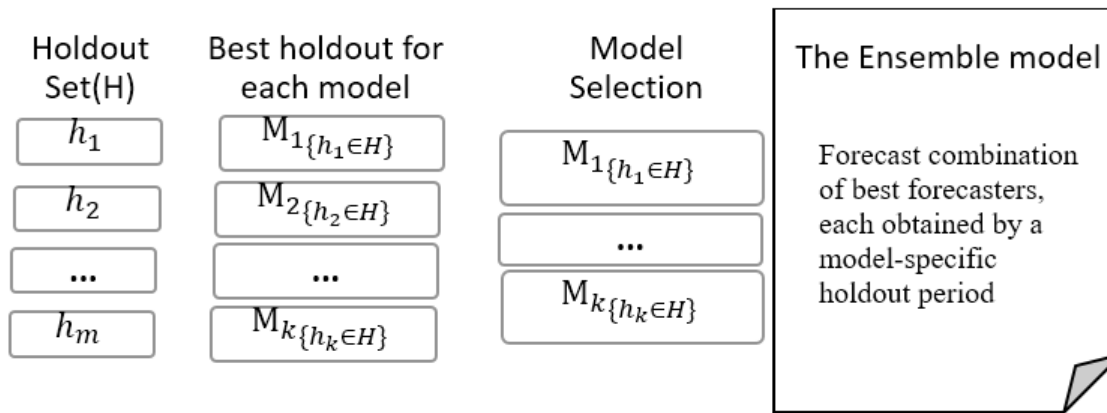 Holdout
Set(H)
h₁
h₂
...
hₘ
Best holdout for
each model
M₁{h₁∈H}
M₂{h₂∈H}
...
Mₖ{hₖ∈H}
Model
Selection
M₁{h₁∈H}
...
Mₖ{hₖ∈H}
The Ensemble model
Forecast combination
of best forecasters,
each obtained by a
model-specific
holdout period